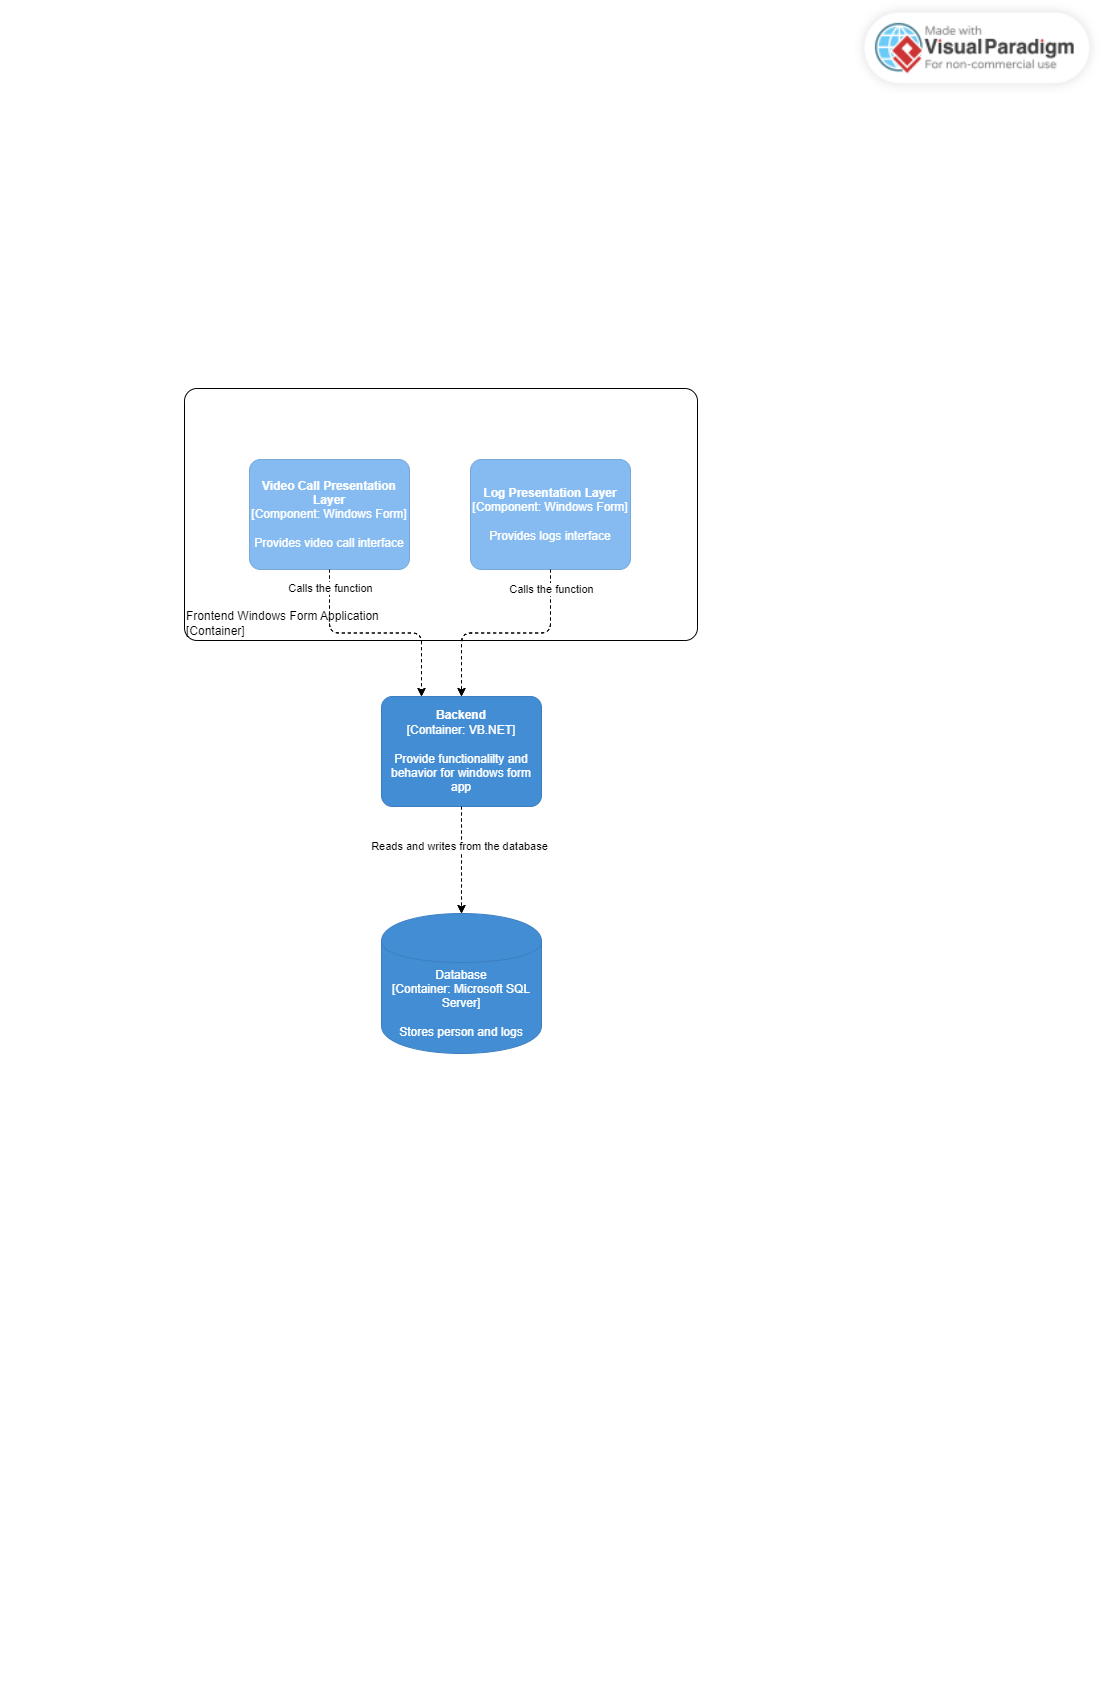 Made with
Visual Paradigm
For non-commercial use
Video Call Presentation
Layer
[Component: Windows Form]
Provides video call interface
Log Presentation Layer
[Component: Windows Form]
Provides logs interface
Calls the function
Calls the function
Frontend Windows Form Application
[Container]
Backend
[Container: VB.NET]
Provide functionalilty and
behavior for windows form
app
Reads and writes from the database
Database
[Container: Microsoft SQL
Server]
Stores person and logs